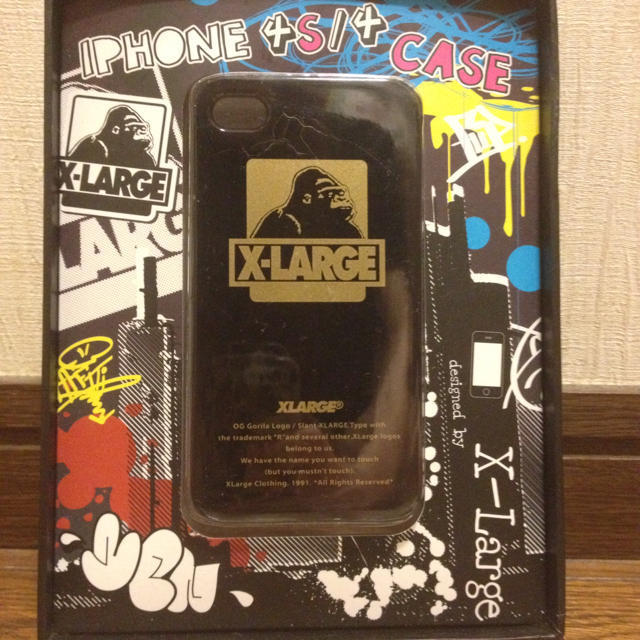 IPHONE 4S/4 CASE
X-LARGE
LARG
X-LARGE
XLARGE®
OG Gorila Logo / Slant-XLARGE Type with
the trademark "R"and several other.XLarge logos
belong to us.
We have the name you want to touch
(but you mustn't touch).
XLarge Clothing. 1991. *All Rights Reserved*
designed by
X-Large